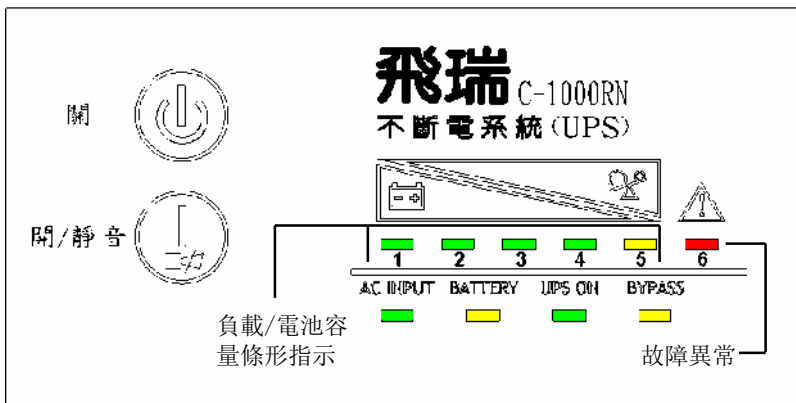 飛瑞 C-1000RN
不斷電系統(UPS)
關
開/靜音
二次
1 2 3 4 5 6
AC INPUT BATTERY UPS ON BYPASS
負載/電池容
量條形指示
故障異常